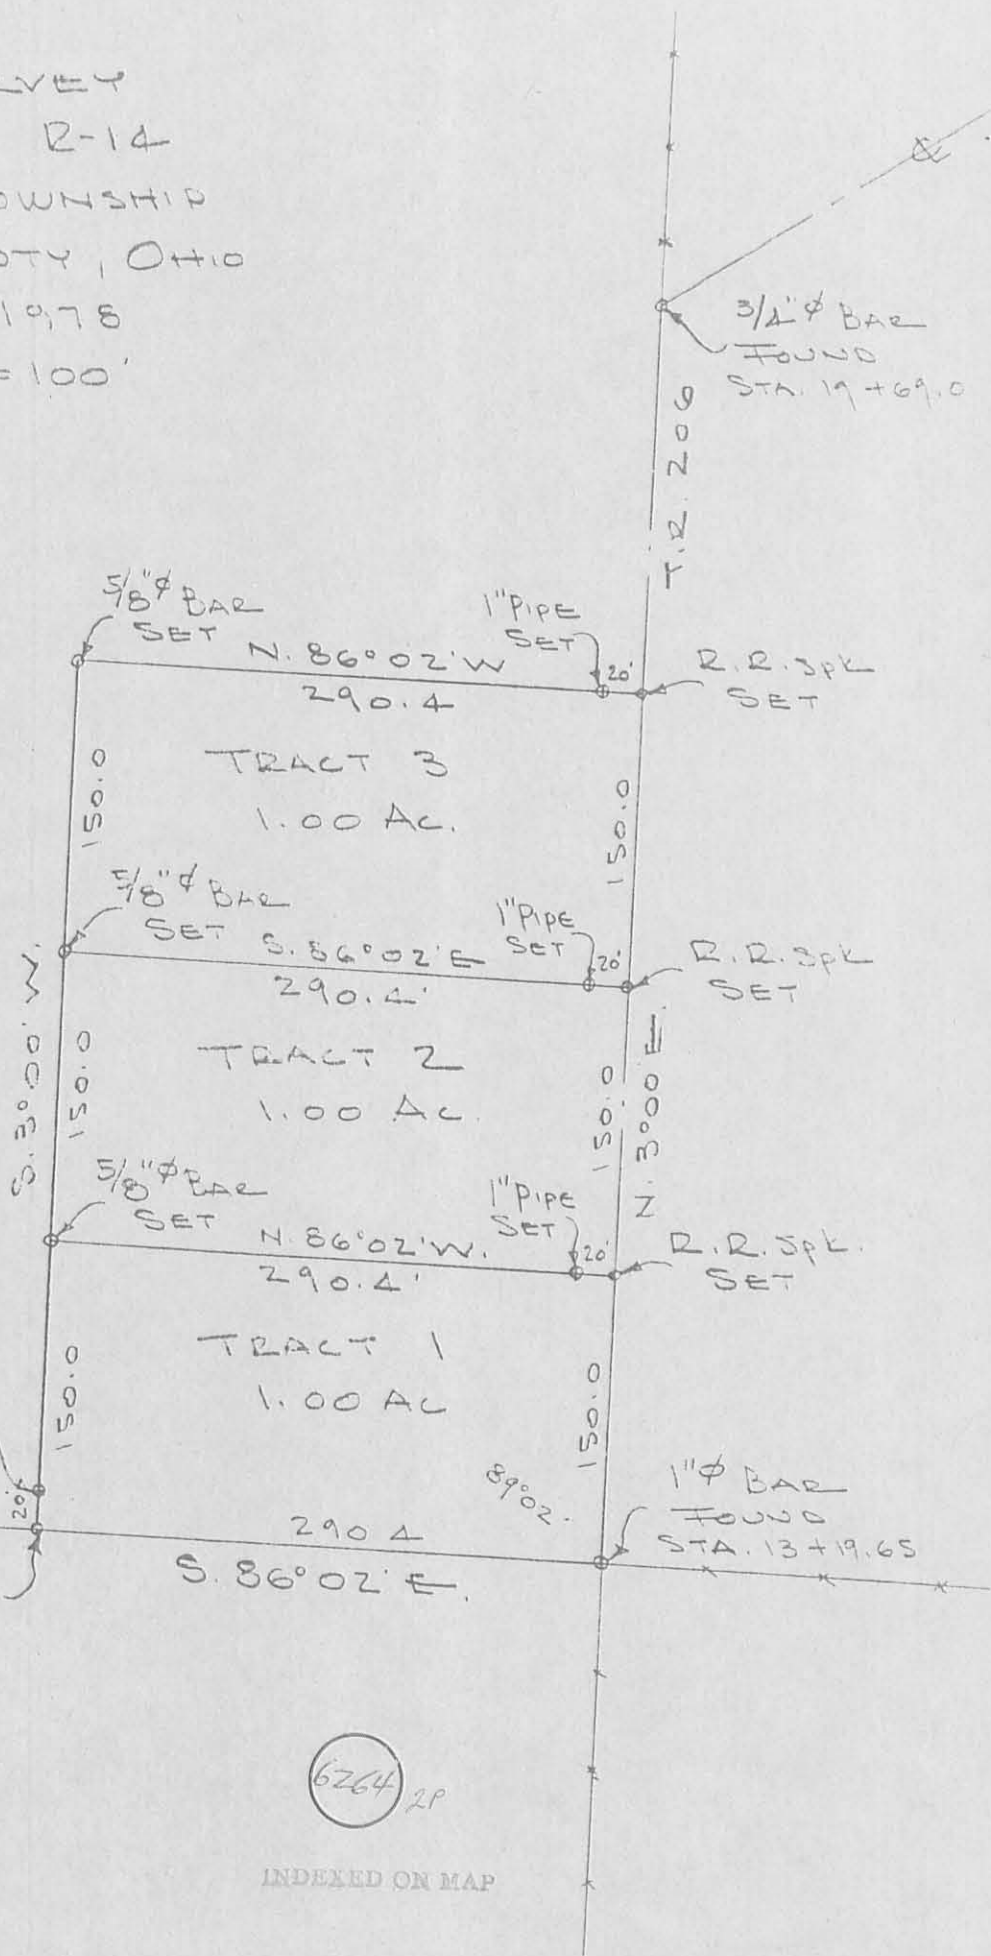 R-14
OWNSHIP
TY, OHIO
1978
= 100'
3/4"⌀ BAR
FOUND
STA. 19+69.0
T.R. 206
5/8"⌀ BAR
SET
1" PIPE
SET
N. 86°02'W
20'
R.R. Spk
SET
290.4
TRACT 3
1.00 AC.
150.0
150.0
5/8"⌀ BAR
SET
1" PIPE
SET
S. 86°02'E
20'
R.R. Spk
SET
290.4'
TRACT 2
1.00 AC.
S. 3°00' W.
150.0
150.0
N. 3°00' E.
5/8"⌀ BAR
SET
1" PIPE
SET
N. 86°02'W.
20'
R.R. Spk.
SET
290.4'
TRACT 1
1.00 AC
150.0
150.0
89°02'
1"⌀ BAR
FOUND
STA. 13+19.65
20'
290.4
S. 86°02'E.
6264
2P
INDEXED ON MAP